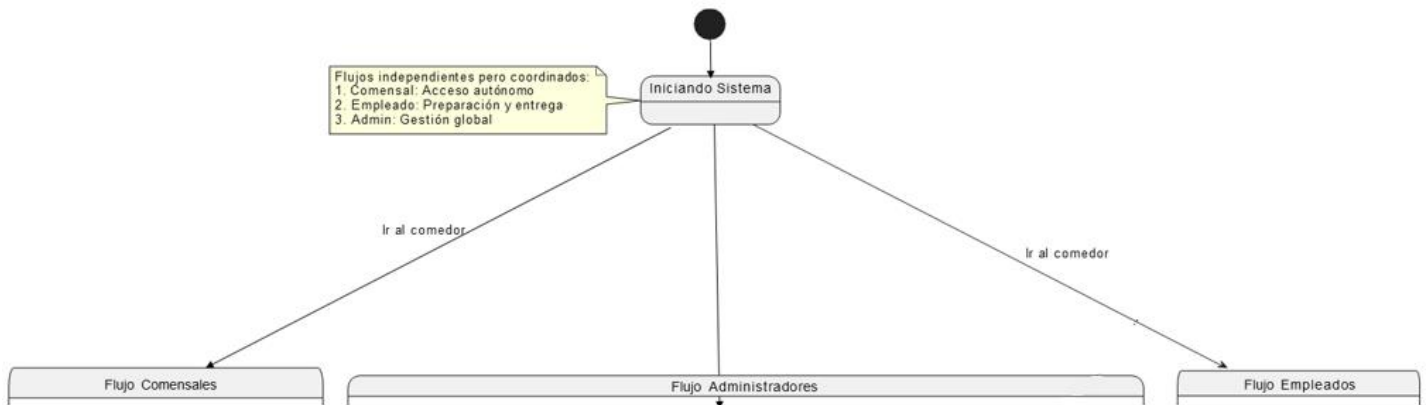 Flujos independientes pero coordinados:
1. Comensal: Acceso autónomo
2. Empleado: Preparación y entrega
3. Admin: Gestión global
Iniciando Sistema
Ir al comedor
Ir al comedor
Flujo Comensales
Flujo Administradores
Flujo Empleados